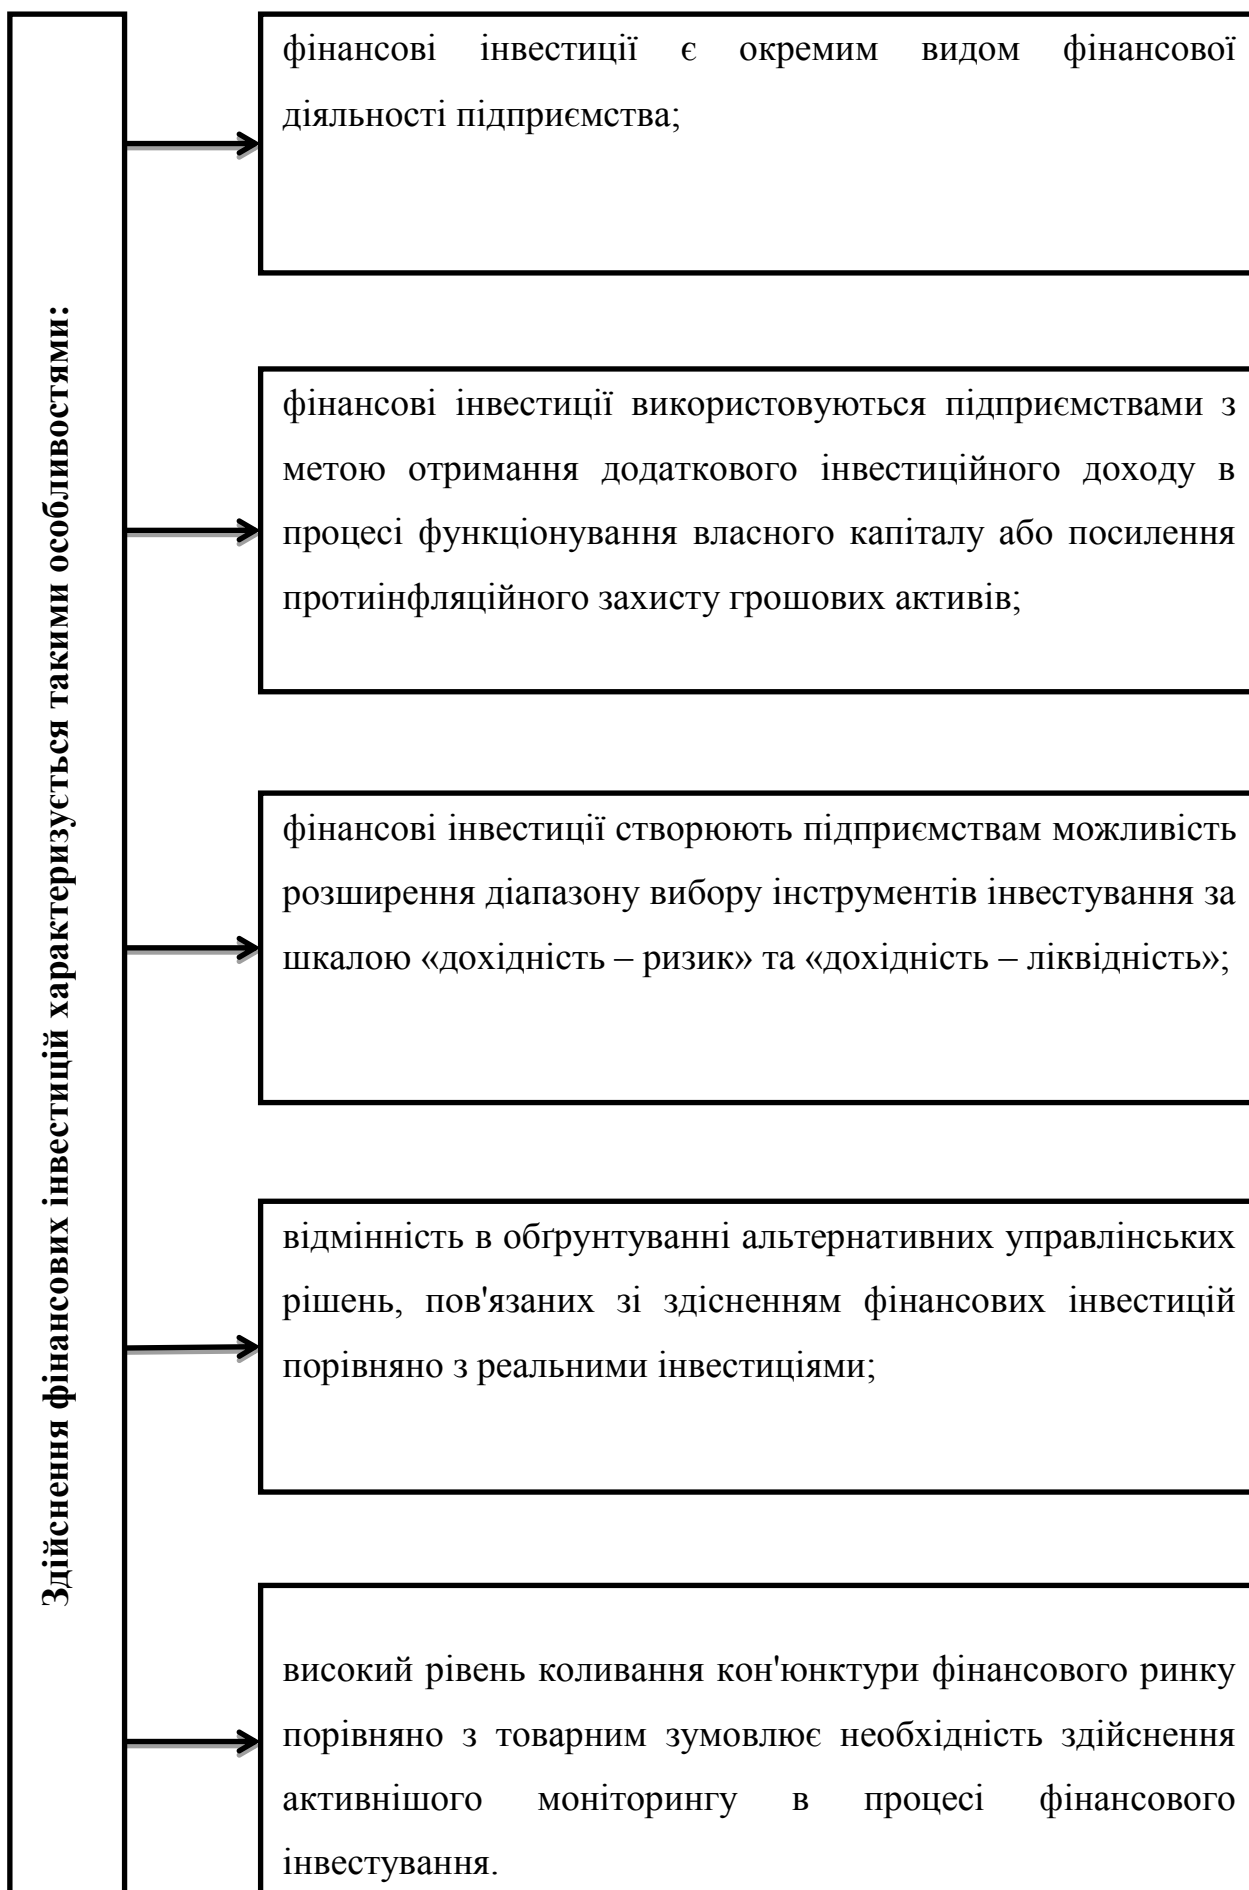 Здійснення фінансових інвестицій характеризується такими особливостями:
фінансові інвестиції є окремим видом фінансової
діяльності підприємства;
фінансові інвестиції використовуються підприємствами з
метою отримання додаткового інвестиційного доходу в
процесі функціонування власного капіталу або посилення
протиінфляційного захисту грошових активів;
фінансові інвестиції створюють підприємствам можливість
розширення діапазону вибору інструментів інвестування за
шкалою «дохідність – ризик» та «дохідність – ліквідність»;
відмінність в обґрунтуванні альтернативних управлінських
рішень, пов'язаних зі здісненням фінансових інвестицій
порівняно з реальними інвестиціями;
високий рівень коливання кон'юнктури фінансового ринку
порівняно з товарним зумовлює необхідність здійснення
активнішого моніторингу в процесі фінансового
інвестування.